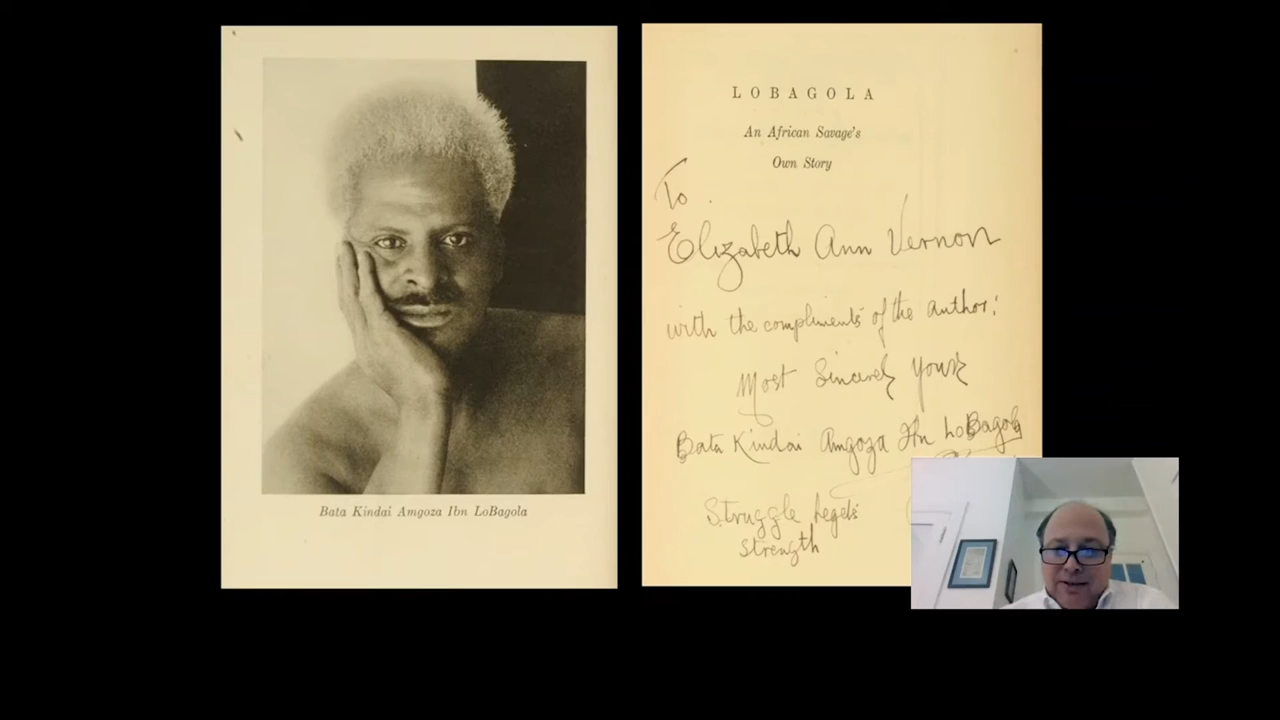 Bata Kindai Amgoza Ibn LoBagola
LOBAGOLA
An African Savage's
Own Story
To
Elizabeth Ann Vernon
with the compliments of the author;
Most Sincerely yours
Bata Kindai Amgoza Ibn LoBagola
Struggle begets
Strength